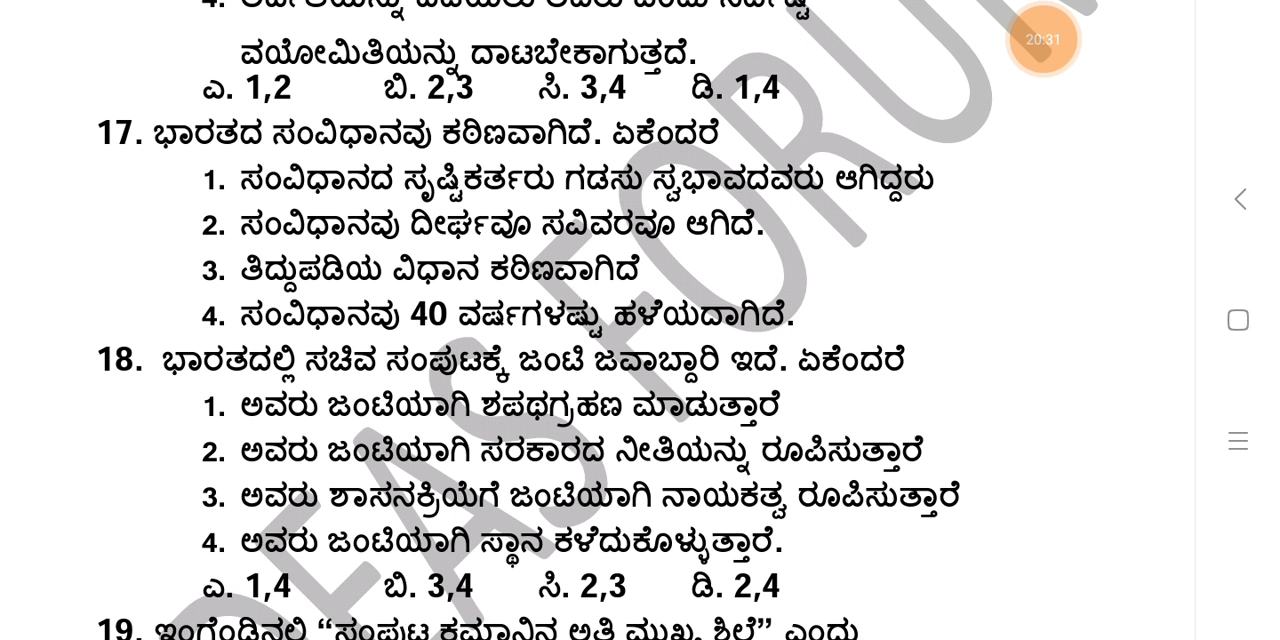 ವಯೋಮಿತಿಯನ್ನು ದಾಟಬೇಕಾಗುತ್ತದೆ.
ಎ. 1,2 ಬಿ. 2,3 ಸಿ. 3,4 ಡಿ. 1,4
17. ಭಾರತದ ಸಂವಿಧಾನವು ಕಠಿಣವಾಗಿದೆ. ಏಕೆಂದರೆ
1. ಸಂವಿಧಾನದ ಸೃಷ್ಟಿಕರ್ತರು ಗಡಸು ಸ್ವಭಾವದವರು ಆಗಿದ್ದರು
2. ಸಂವಿಧಾನವು ದೀರ್ಘವೂ ಸವಿವರವೂ ಆಗಿದೆ.
3. ತಿದ್ದುಪಡಿಯ ವಿಧಾನ ಕಠಿಣವಾಗಿದೆ
4. ಸಂವಿಧಾನವು 40 ವರ್ಷಗಳಷ್ಟು ಹಳೆಯದಾಗಿದೆ.
18. ಭಾರತದಲ್ಲಿ ಸಚಿವ ಸಂಪುಟಕ್ಕೆ ಜಂಟಿ ಜವಾಬ್ದಾರಿ ಇದೆ. ಏಕೆಂದರೆ
1. ಅವರು ಜಂಟಿಯಾಗಿ ಶಪಥಗ್ರಹಣ ಮಾಡುತ್ತಾರೆ
2. ಅವರು ಜಂಟಿಯಾಗಿ ಸರಕಾರದ ನೀತಿಯನ್ನು ರೂಪಿಸುತ್ತಾರೆ
3. ಅವರು ಶಾಸನಕ್ರಿಯೆಗೆ ಜಂಟಿಯಾಗಿ ನಾಯಕತ್ವ ರೂಪಿಸುತ್ತಾರೆ
4. ಅವರು ಜಂಟಿಯಾಗಿ ಸ್ಥಾನ ಕಳೆದುಕೊಳ್ಳುತ್ತಾರೆ.
ಎ. 1,4 ಬಿ. 3,4 ಸಿ. 2,3 ಡಿ. 2,4
19. ಇಂಗ್ಲೆಂಡಿನಲ್ಲಿ “ಸಂಪುಟ ಕಮಾನಿನ ಅತಿ ಮುಖ್ಯ ಶಿಲೆ” ಎಂದು
20:31